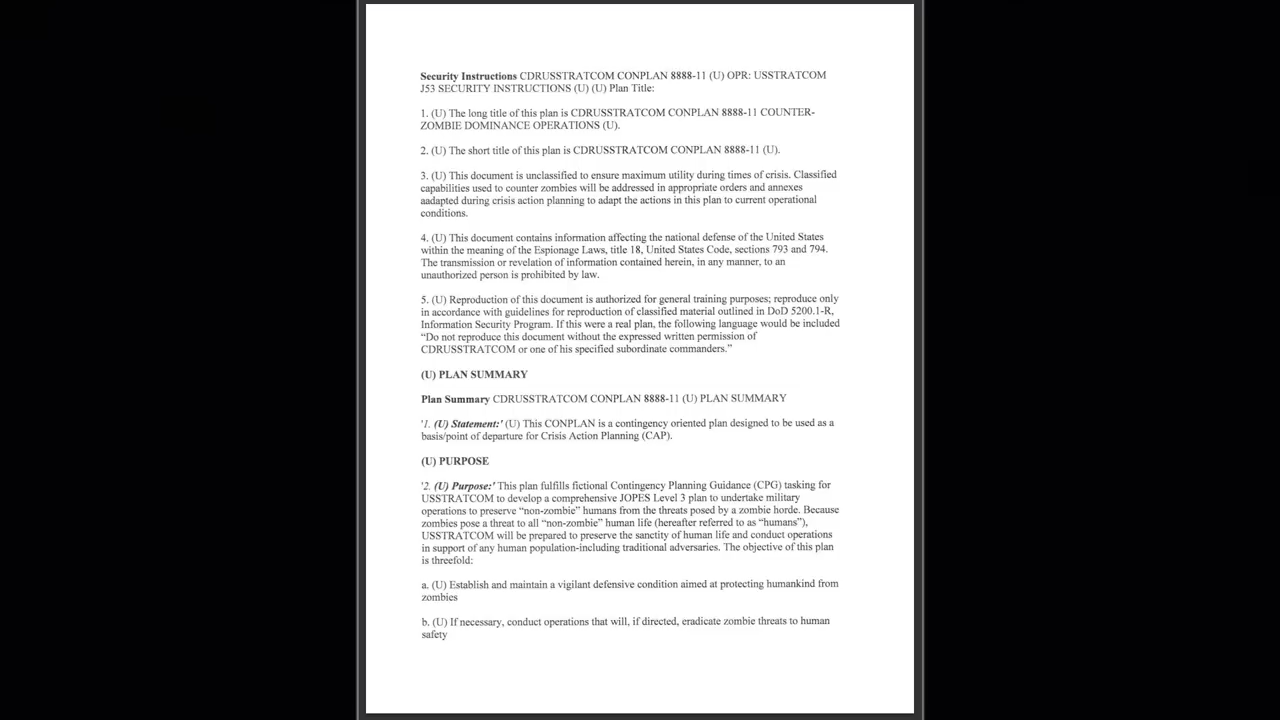 Security Instructions CDRUSSTRATCOM CONPLAN 8888-11 (U) OPR: USSTRATCOM
J53 SECURITY INSTRUCTIONS (U) (U) Plan Title:
1. (U) The long title of this plan is CDRUSSTRATCOM CONPLAN 8888-11 COUNTER-
ZOMBIE DOMINANCE OPERATIONS (U).
2. (U) The short title of this plan is CDRUSSTRATCOM CONPLAN 8888-11 (U).
3. (U) This document is unclassified to ensure maximum utility during times of crisis. Classified
capabilities used to counter zombies will be addressed in appropriate orders and annexes
aadapted during crisis action planning to adapt the actions in this plan to current operational
conditions.
4. (U) This document contains information affecting the national defense of the United States
within the meaning of the Espionage Laws, title 18, United States Code, sections 793 and 794.
The transmission or revelation of information contained herein, in any manner, to an
unauthorized person is prohibited by law.
5. (U) Reproduction of this document is authorized for general training purposes; reproduce only
in accordance with guidelines for reproduction of classified material outlined in DoD 5200.1-R,
Information Security Program. If this were a real plan, the following language would be included
“Do not reproduce this document without the expressed written permission of
CDRUSSTRATCOM or one of his specified subordinate commanders.”
(U) PLAN SUMMARY
Plan Summary CDRUSSTRATCOM CONPLAN 8888-11 (U) PLAN SUMMARY
'1. (U) Statement:' (U) This CONPLAN is a contingency oriented plan designed to be used as a
basis/point of departure for Crisis Action Planning (CAP).
(U) PURPOSE
'2. (U) Purpose:' This plan fulfills fictional Contingency Planning Guidance (CPG) tasking for
USSTRATCOM to develop a comprehensive JOPES Level 3 plan to undertake military
operations to preserve “non-zombie” humans from the threats posed by a zombie horde. Because
zombies pose a threat to all “non-zombie” human life (hereafter referred to as “humans”),
USSTRATCOM will be prepared to preserve the sanctity of human life and conduct operations
in support of any human population-including traditional adversaries. The objective of this plan
is threefold:
a. (U) Establish and maintain a vigilant defensive condition aimed at protecting humankind from
zombies
b. (U) If necessary, conduct operations that will, if directed, eradicate zombie threats to human
safety